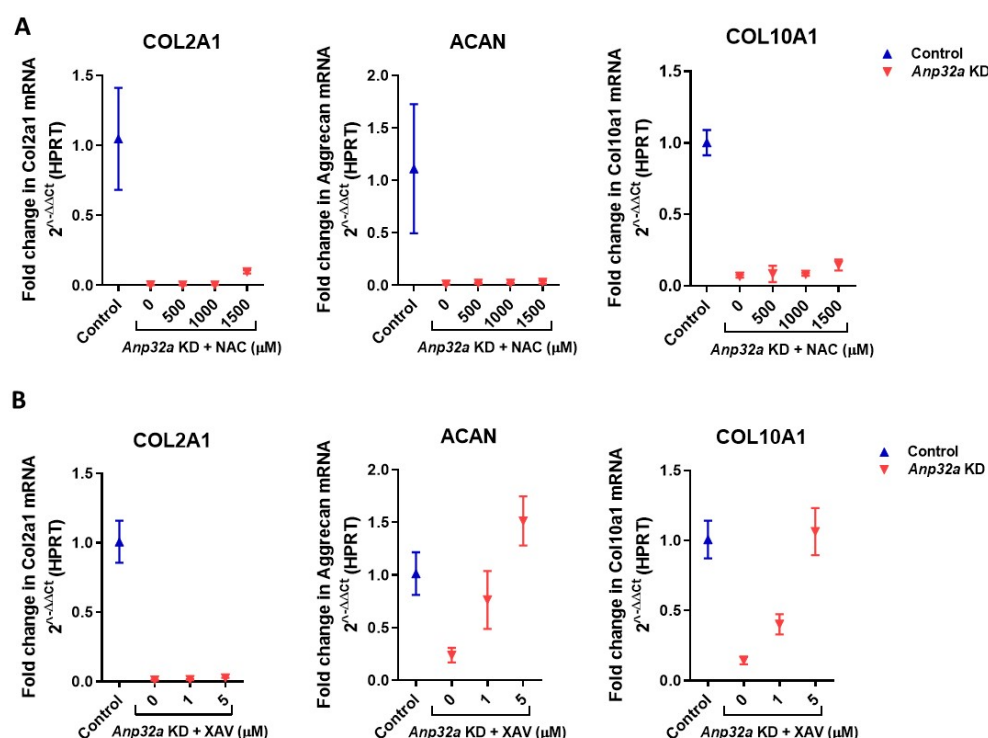 A
COL2A1
Fold change in Col2a1 mRNA
2^-ΔΔCt (HPRT)
1.5
1.0
0.5
0.0
Control
0
500
1000
1500
Anp32a KD + NAC (μM)
ACAN
Fold change in Aggrecan mRNA
2^-ΔΔCt (HPRT)
2.0
1.5
1.0
0.5
0.0
Control
0
500
1000
1500
Anp32a KD + NAC (μM)
COL10A1
Fold change in Col10a1 mRNA
2^-ΔΔCt (HPRT)
1.5
1.0
0.5
0.0
Control
0
500
1000
1500
Anp32a KD + NAC (μM)
Control
Anp32a KD
B
COL2A1
Fold change in Col2a1 mRNA
2^-ΔΔCt (HPRT)
1.5
1.0
0.5
0.0
Control
0
1
5
Anp32a KD + XAV (μM)
ACAN
Fold change in Aggrecan mRNA
2^-ΔΔCt (HPRT)
2.0
1.5
1.0
0.5
0.0
Control
0
1
5
Anp32a KD + XAV (μM)
COL10A1
Fold change in Col10a1 mRNA
2^-ΔΔCt (HPRT)
1.5
1.0
0.5
0.0
Control
0
1
5
Anp32a KD + XAV (μM)
Control
Anp32a KD